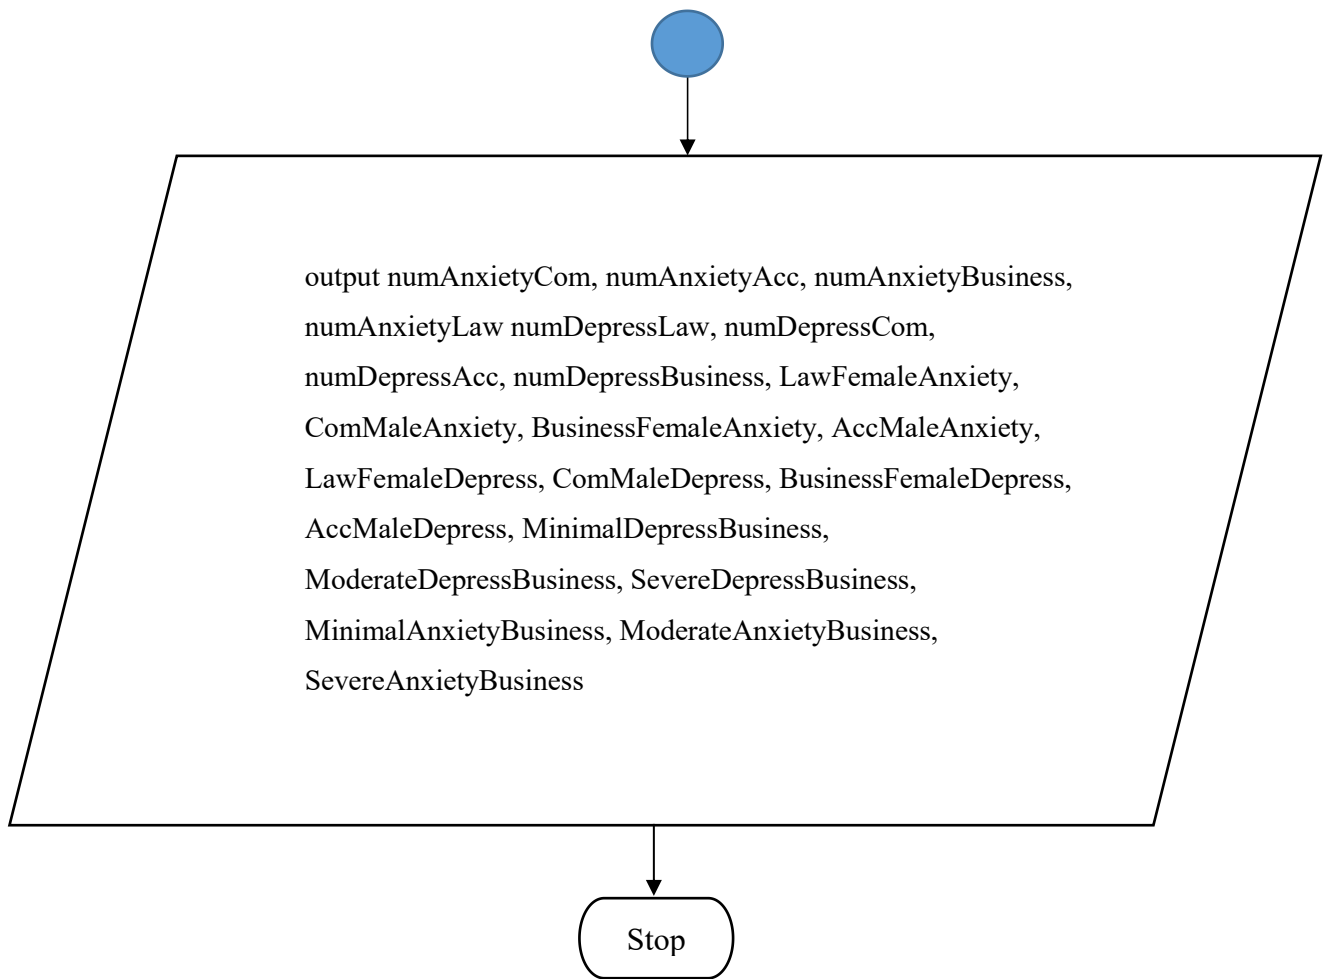 output numAnxietyCom, numAnxietyAcc, numAnxietyBusiness,
numAnxietyLaw numDepressLaw, numDepressCom,
numDepressAcc, numDepressBusiness, LawFemaleAnxiety,
ComMaleAnxiety, BusinessFemaleAnxiety, AccMaleAnxiety,
LawFemaleDepress, ComMaleDepress, BusinessFemaleDepress,
AccMaleDepress, MinimalDepressBusiness,
ModerateDepressBusiness, SevereDepressBusiness,
MinimalAnxietyBusiness, ModerateAnxietyBusiness,
SevereAnxietyBusiness
Stop